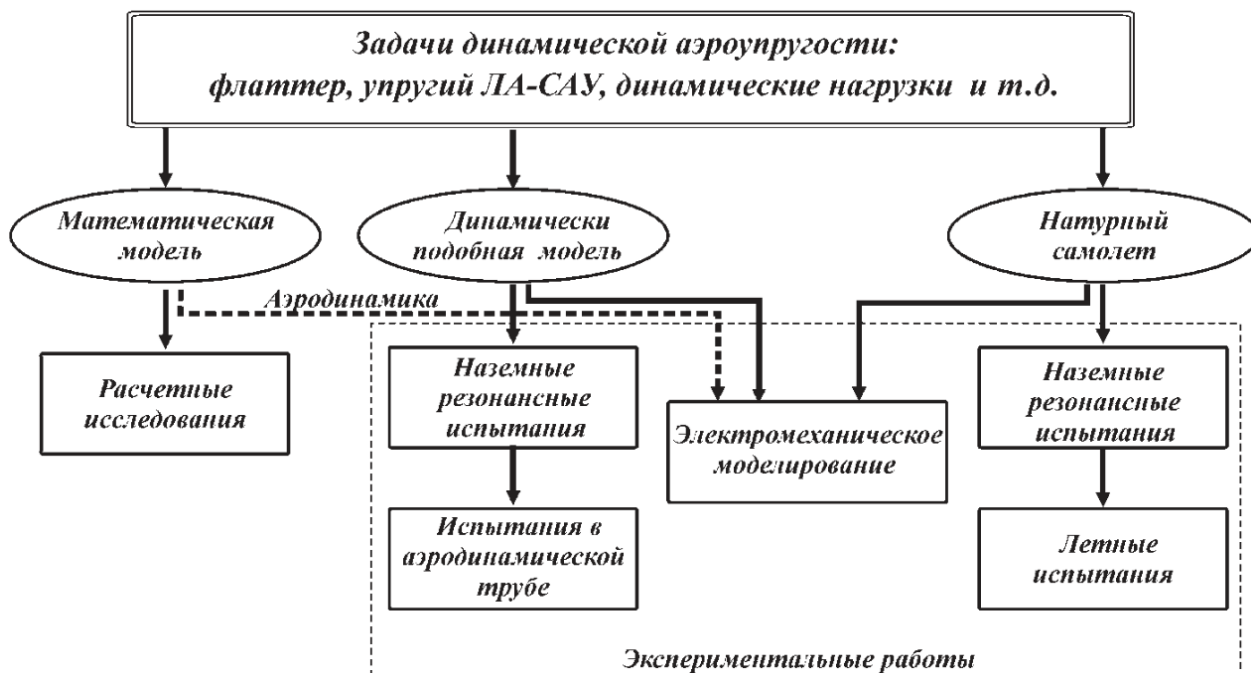 Задачи динамической аэроупругости:
флаттер, упругий ЛА-САУ, динамические нагрузки и т.д.
Математическая
модель
Динамически
подобная модель
Натурный
самолет
Аэродинамика
Расчетные
исследования
Наземные
резонансные
испытания
Электромеханическое
моделирование
Наземные
резонансные
испытания
Испытания в
аэродинамической
трубе
Летные
испытания
Экспериментальные работы